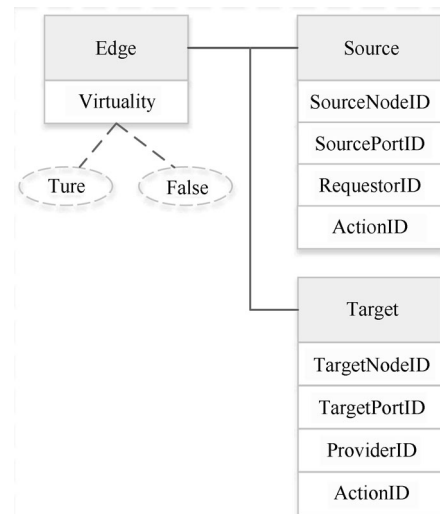 Edge
Virtuality
Ture
False
Source
SourceNodeID
SourcePortID
RequestorID
ActionID
Target
TargetNodeID
TargetPortID
ProviderID
ActionID